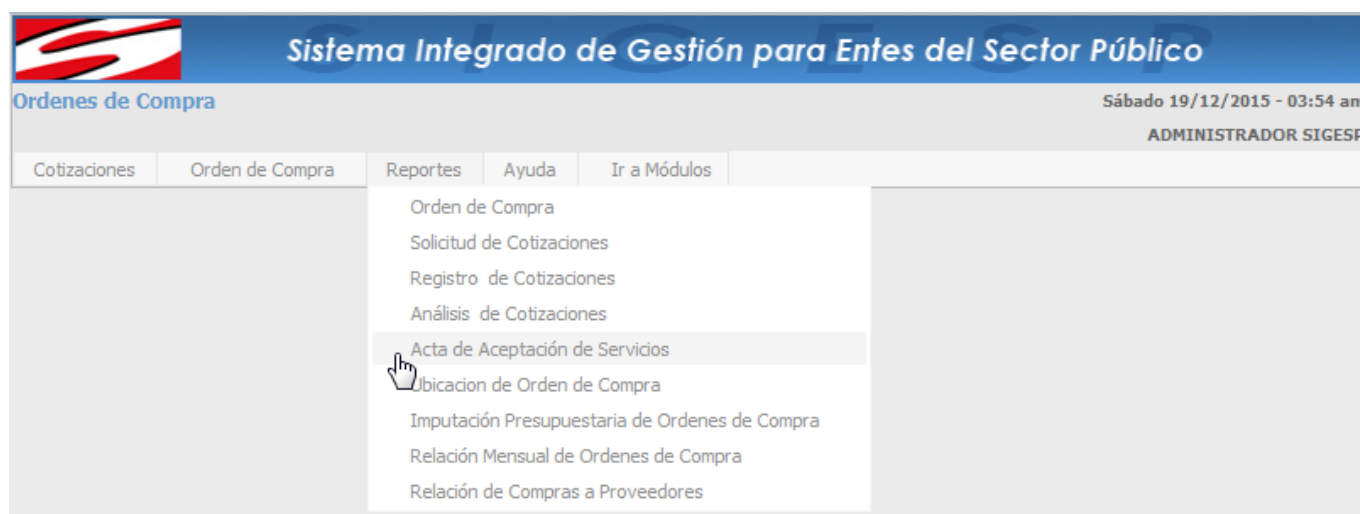 SIGESP
Sistema Integrado de Gestión para Entes del Sector Público
Ordenes de Compra
Sábado 19/12/2015 - 03:54 am
ADMINISTRADOR SIGESP
Cotizaciones Orden de Compra Reportes Ayuda Ir a Módulos
Orden de Compra
Solicitud de Cotizaciones
Registro de Cotizaciones
Análisis de Cotizaciones
Acta de Aceptación de Servicios
Ubicacion de Orden de Compra
Imputación Presupuestaria de Ordenes de Compra
Relación Mensual de Ordenes de Compra
Relación de Compras a Proveedores